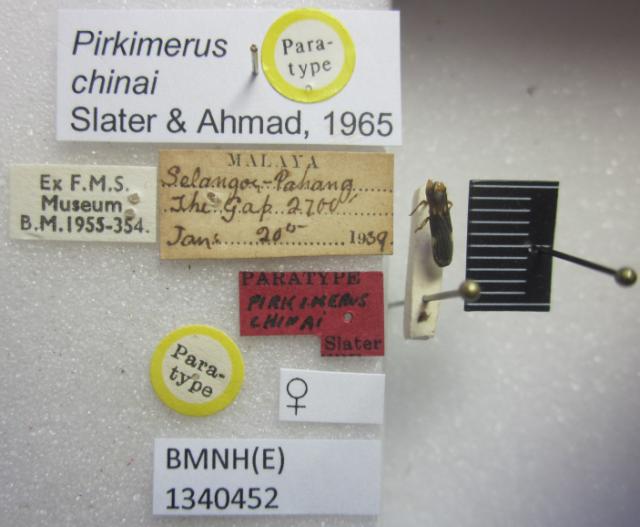 Pirkimerus
chinai
Slater & Ahmad, 1965
Para-
type
Ex F.M.S.
Museum
B.M.1955-354.
MALAYA
Selangor-Pahang
The Gap 2700'
Jan. 20th 1939.
PARATYPE
PIRKIMERUS
CHINAI
Slater
Para-
type
♀
BMNH(E)
1340452